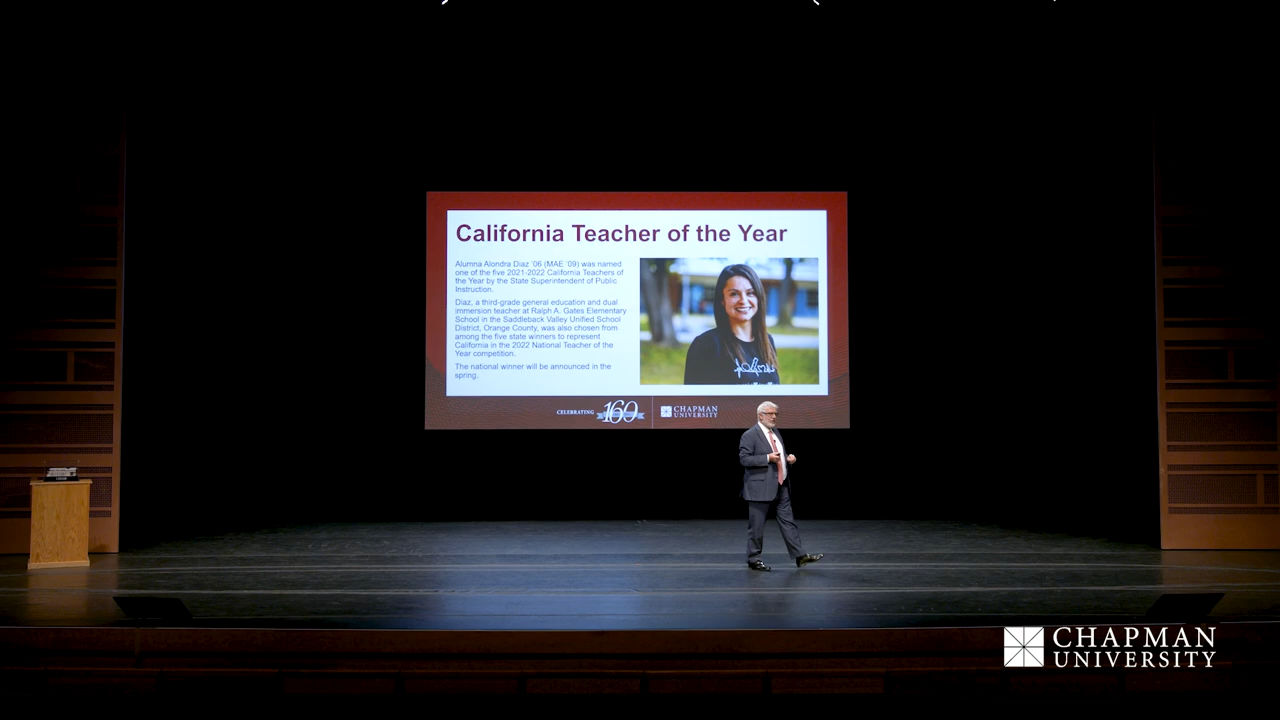 California Teacher of the Year
Alumna Alondra Diaz '06 (MAE '09) was named
one of the five 2021-2022 California Teachers of
the Year by the State Superintendent of Public
Instruction.
Diaz, a third-grade general education and dual
immersion teacher at Ralph A. Gates Elementary
School in the Saddleback Valley Unified School
District, Orange County, was also chosen from
among the five state winners to represent
California in the 2022 National Teacher of the
Year competition.
The national winner will be announced in the
spring.
CELEBRATING
160
CHAPMAN
UNIVERSITY
CHAPMAN
UNIVERSITY